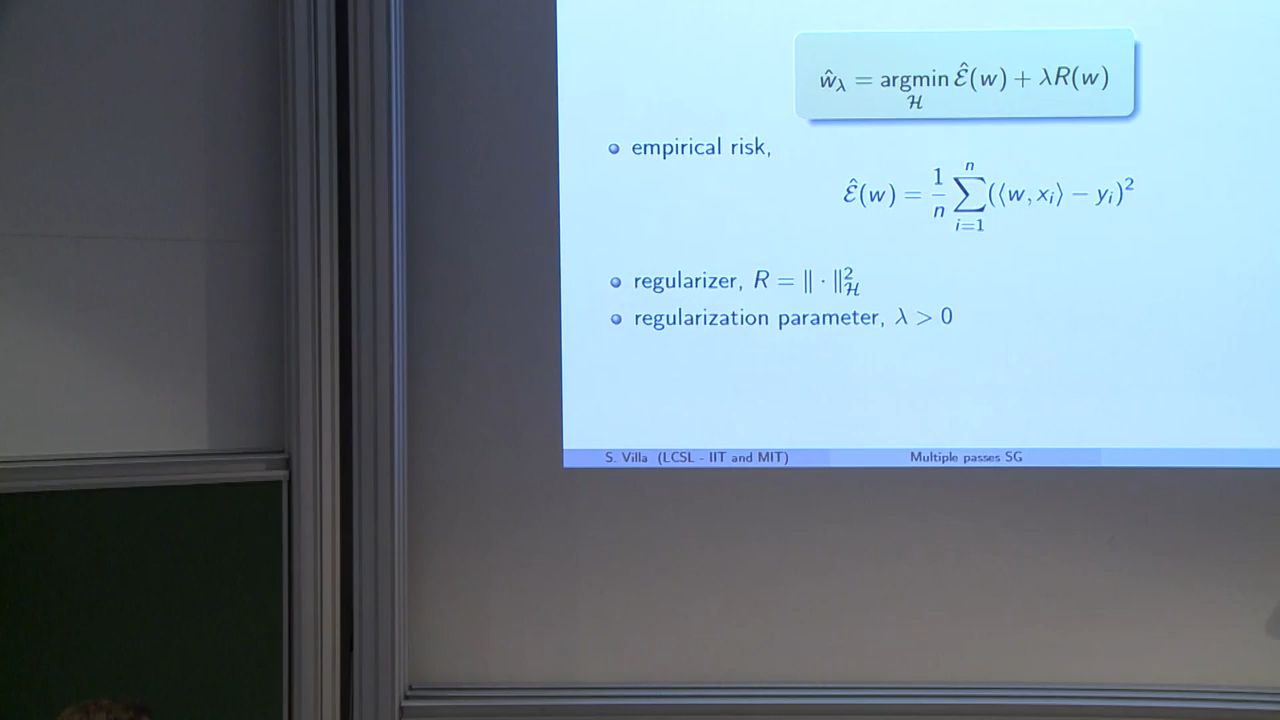 ŵ_λ = argmin_ℋ ℰ̂(w) + λR(w)
empirical risk,
ℰ̂(w) = 1/n ∑_{i=1}^{n} (⟨w, x_i⟩ − y_i)²
regularizer, R = ‖ · ‖²_ℋ
regularization parameter, λ > 0
S. Villa (LCSL - IIT and MIT) Multiple passes SG